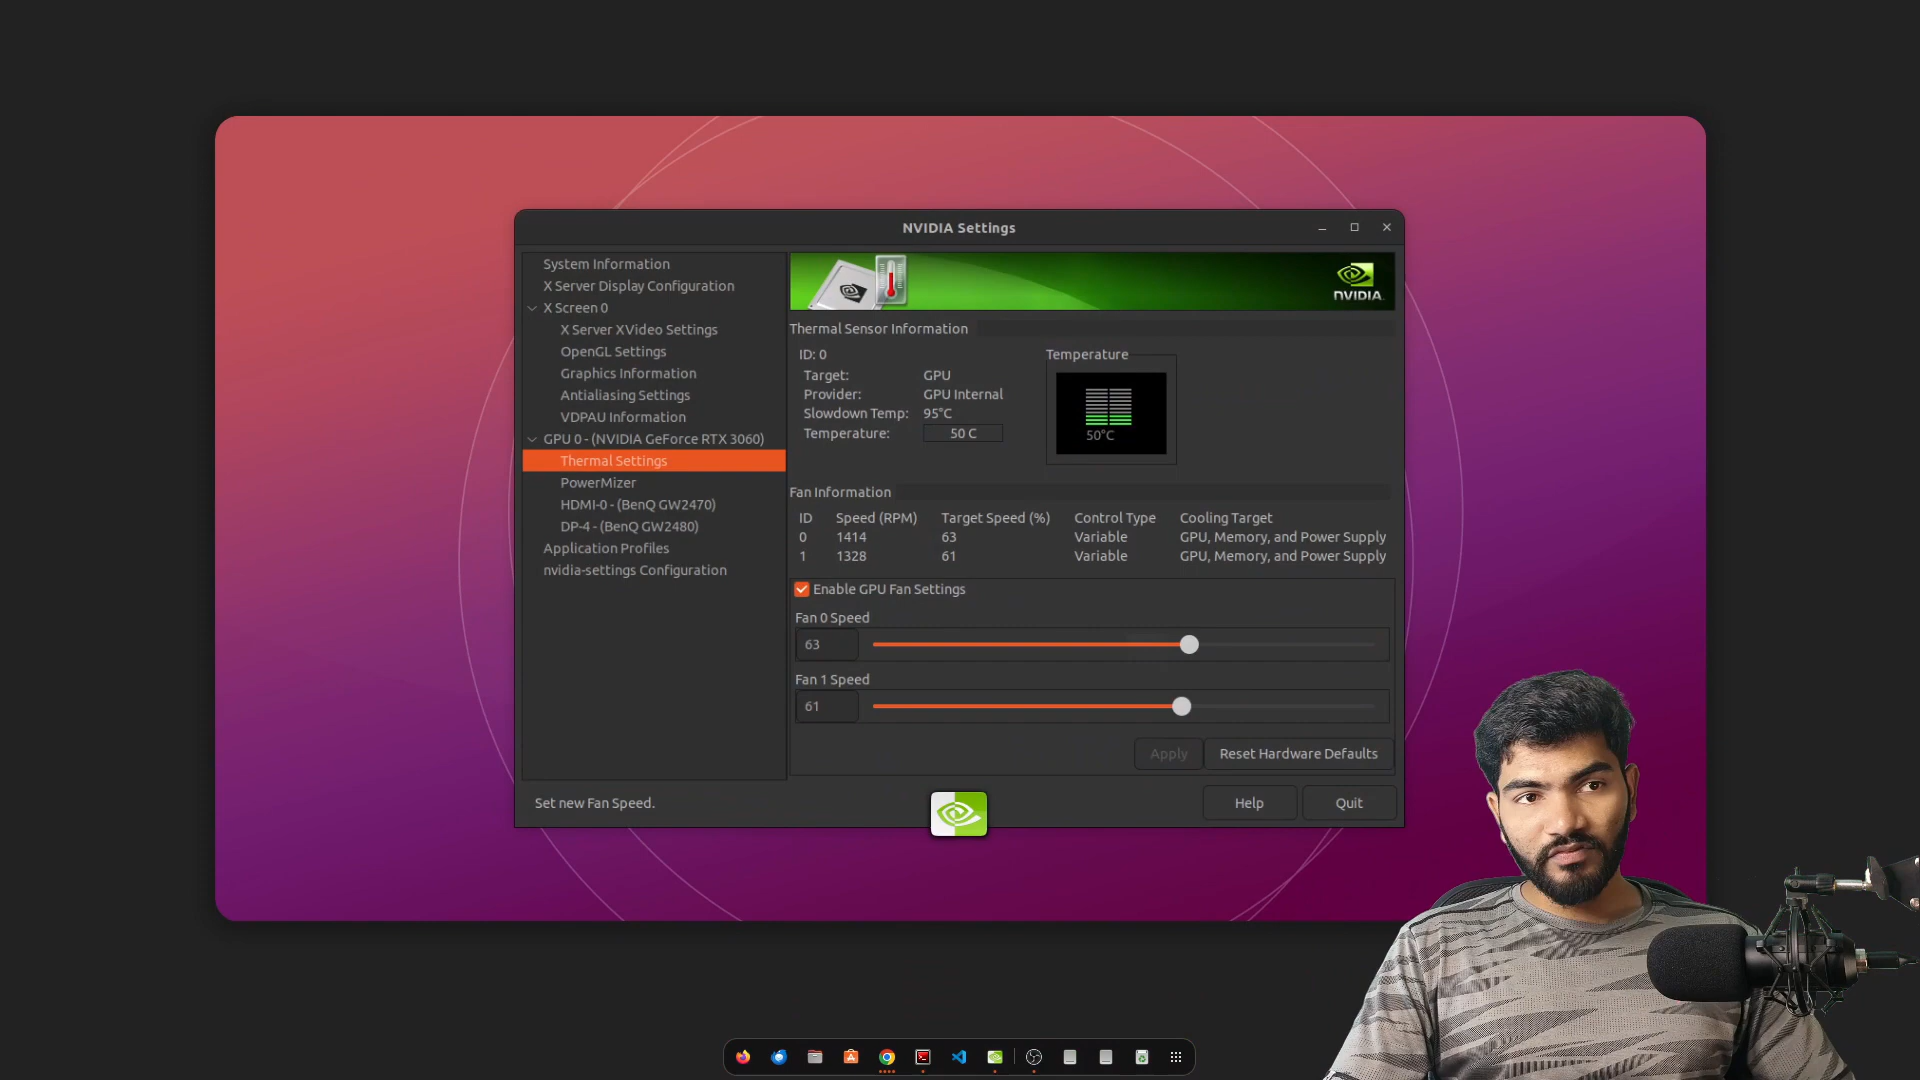 NVIDIA Settings
System Information
X Server Display Configuration
X Screen 0
X Server XVideo Settings
OpenGL Settings
Graphics Information
Antialiasing Settings
VDPAU Information
GPU 0 - (NVIDIA GeForce RTX 3060)
Thermal Settings
PowerMizer
HDMI-0 - (BenQ GW2470)
DP-4 - (BenQ GW2480)
Application Profiles
nvidia-settings Configuration
NVIDIA.
Thermal Sensor Information
ID: 0
Target: GPU
Provider: GPU Internal
Slowdown Temp: 95°C
Temperature: 50 C
Temperature
50°C
Fan Information
ID Speed (RPM) Target Speed (%) Control Type Cooling Target
0 1414 63 Variable GPU, Memory, and Power Supply
1 1328 61 Variable GPU, Memory, and Power Supply
Enable GPU Fan Settings
Fan 0 Speed
63
Fan 1 Speed
61
Apply Reset Hardware Defaults
Set new Fan Speed.
Help Quit